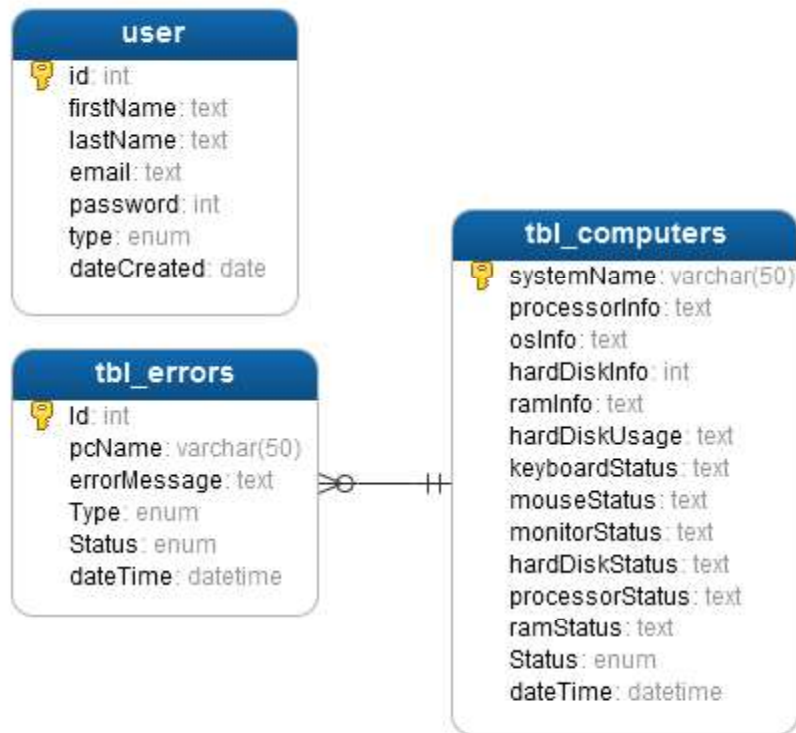 user
id: int
firstName: text
lastName: text
email: text
password: int
type: enum
dateCreated: date
tbl_errors
Id: int
pcName: varchar(50)
errorMessage: text
Type: enum
Status: enum
dateTime: datetime
tbl_computers
systemName: varchar(50)
processorInfo: text
osInfo: text
hardDiskInfo: int
ramInfo: text
hardDiskUsage: text
keyboardStatus: text
mouseStatus: text
monitorStatus: text
hardDiskStatus: text
processorStatus: text
ramStatus: text
Status: enum
dateTime: datetime